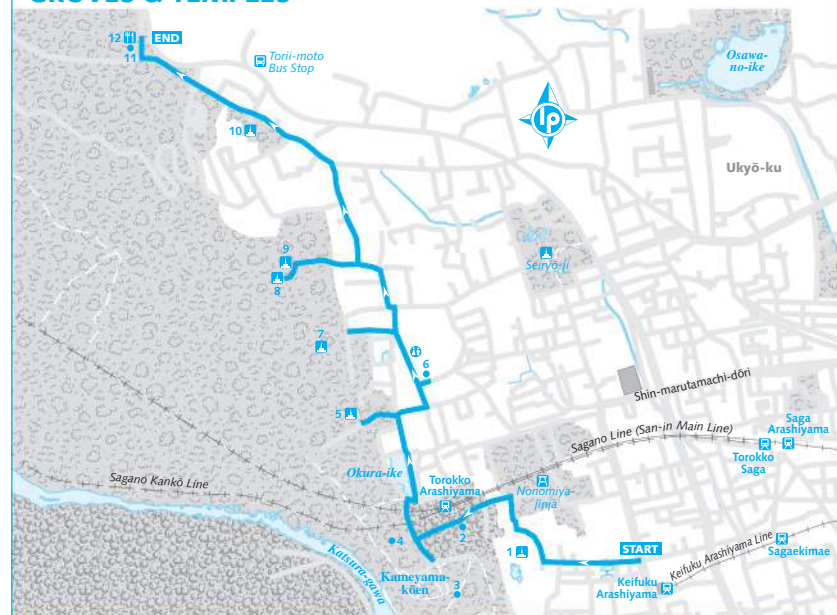 GROVES & TEMPLES
12
END
11
Torii-moto
Bus Stop
Osawa-
no-ike
lp
10
Ukyō-ku
9
8
Seiryō-ji
7
6
Shin-marutamachi-dōri
5
Saga
Arashiyama
Sagano Line (San-in Main Line)
Torokko
Saga
Okura-ike
Sagano Kankō Line
Torokko
Arashiyama
Nonomiya-
jinja
4
2
1
START
Keifuku Arashiyama Line
Sagaekimae
Katsura-gawa
Kameyama-
kōen
3
Keifuku
Arashiyama